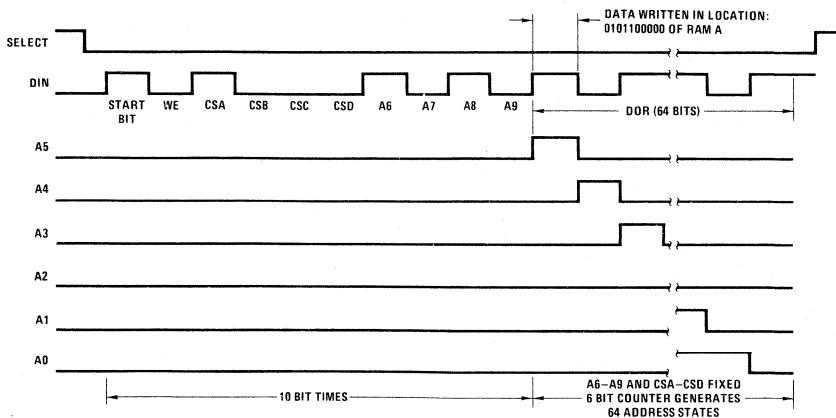 DATA WRITTEN IN LOCATION:
0101100000 OF RAM A
SELECT
DIN
START
BIT
WE
CSA
CSB
CSC
CSD
A6
A7
A8
A9
DOR (64 BITS)
A5
A4
A3
A2
A1
A0
10 BIT TIMES
A6–A9 AND CSA–CSD FIXED
6 BIT COUNTER GENERATES
64 ADDRESS STATES